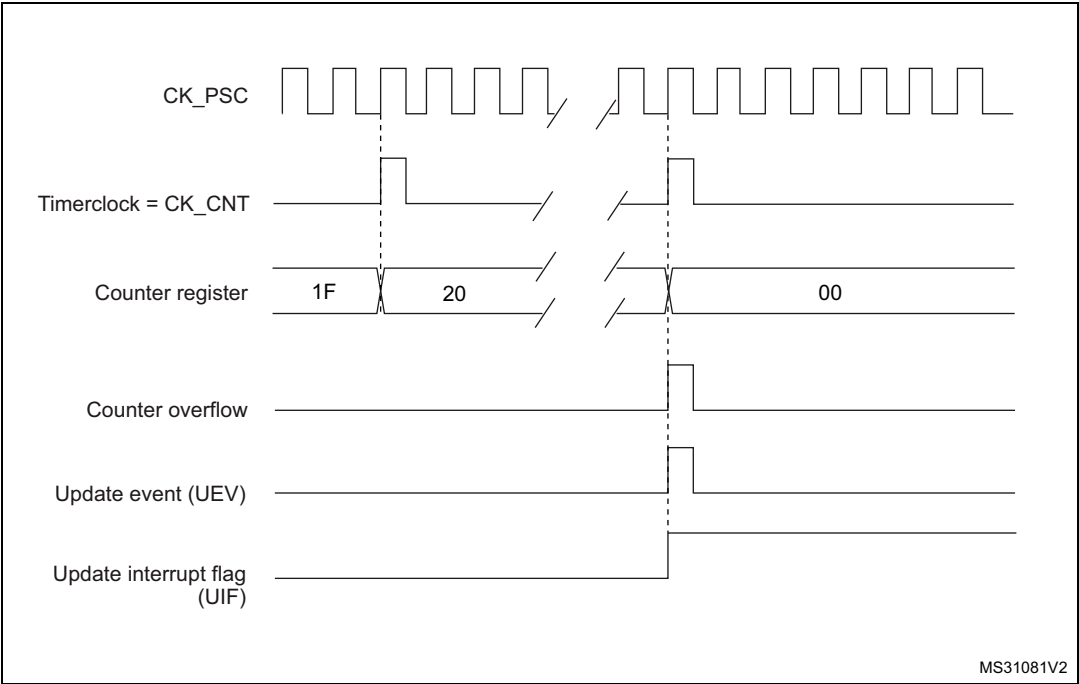 CK_PSC
Timerclock = CK_CNT
Counter register
1F
20
00
Counter overflow
Update event (UEV)
Update interrupt flag
(UIF)
MS31081V2